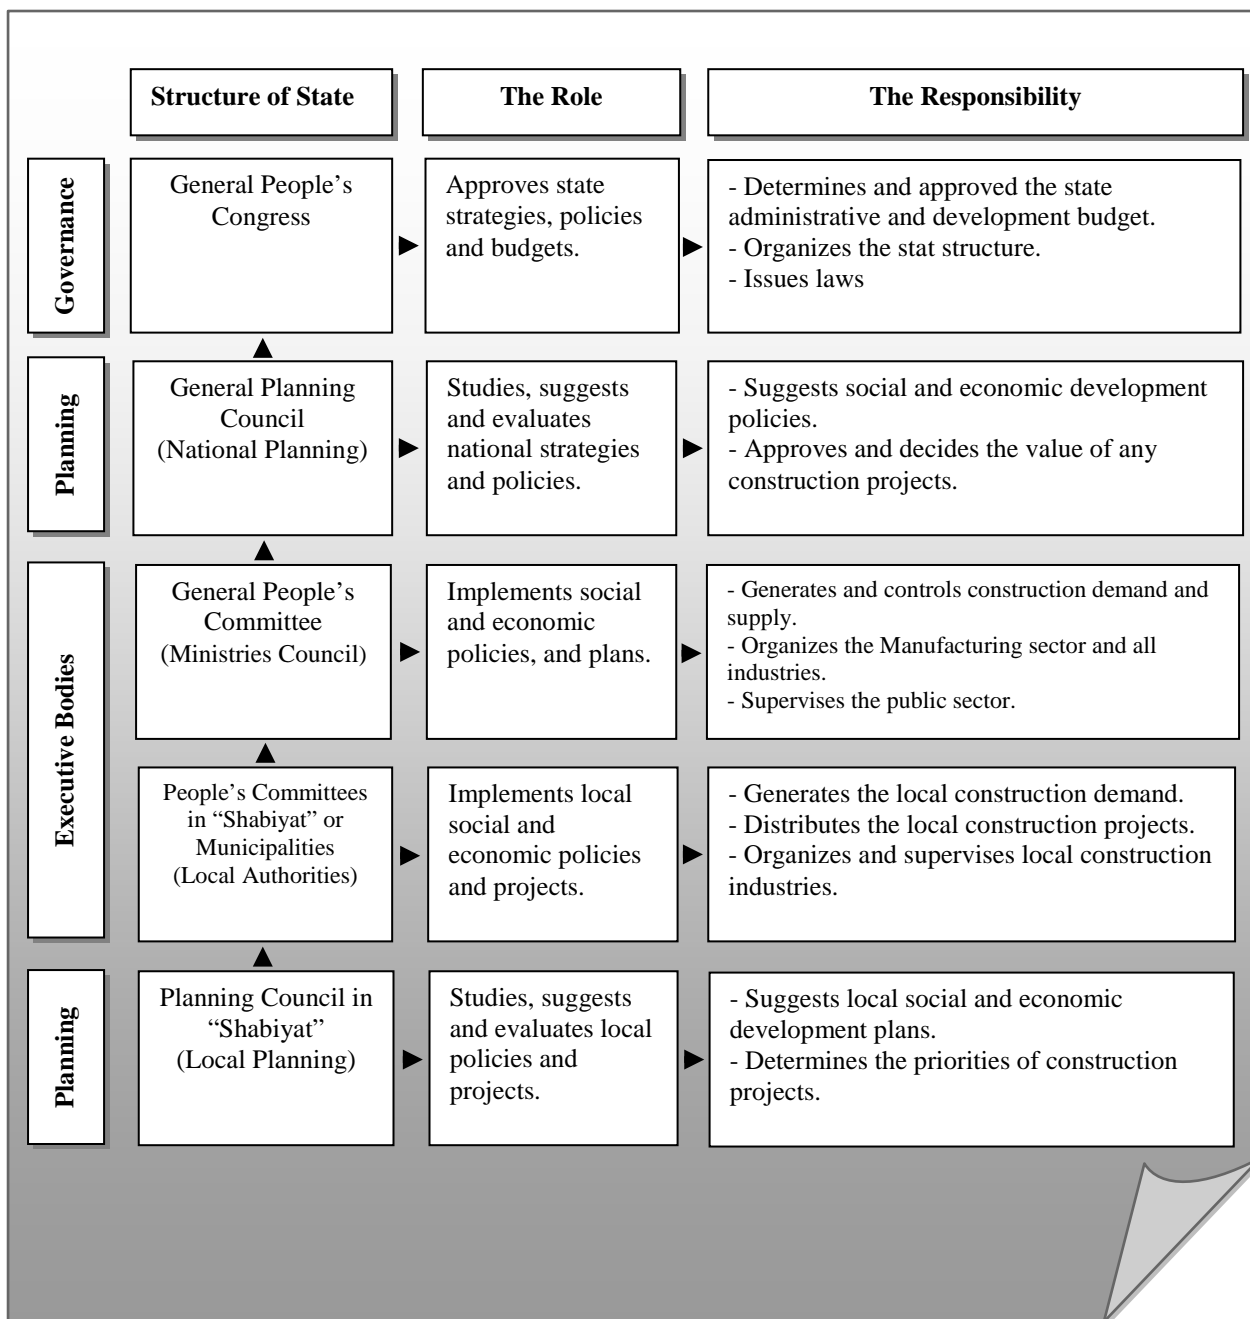 Structure of State
The Role
The Responsibility
Governance
General People’s
Congress
Approves state
strategies, policies
and budgets.
- Determines and approved the state
administrative and development budget.
- Organizes the stat structure.
- Issues laws
Planning
General Planning
Council
(National Planning)
Studies, suggests
and evaluates
national strategies
and policies.
- Suggests social and economic development
policies.
- Approves and decides the value of any
construction projects.
Executive Bodies
General People’s
Committee
(Ministries Council)
Implements social
and economic
policies, and plans.
- Generates and controls construction demand and
supply.
- Organizes the Manufacturing sector and all
industries.
- Supervises the public sector.
People’s Committees
in “Shabiyat” or
Municipalities
(Local Authorities)
Implements local
social and
economic policies
and projects.
- Generates the local construction demand.
- Distributes the local construction projects.
- Organizes and supervises local construction
industries.
Planning
Planning Council in
“Shabiyat”
(Local Planning)
Studies, suggests
and evaluates local
policies and
projects.
- Suggests local social and economic
development plans.
- Determines the priorities of construction
projects.